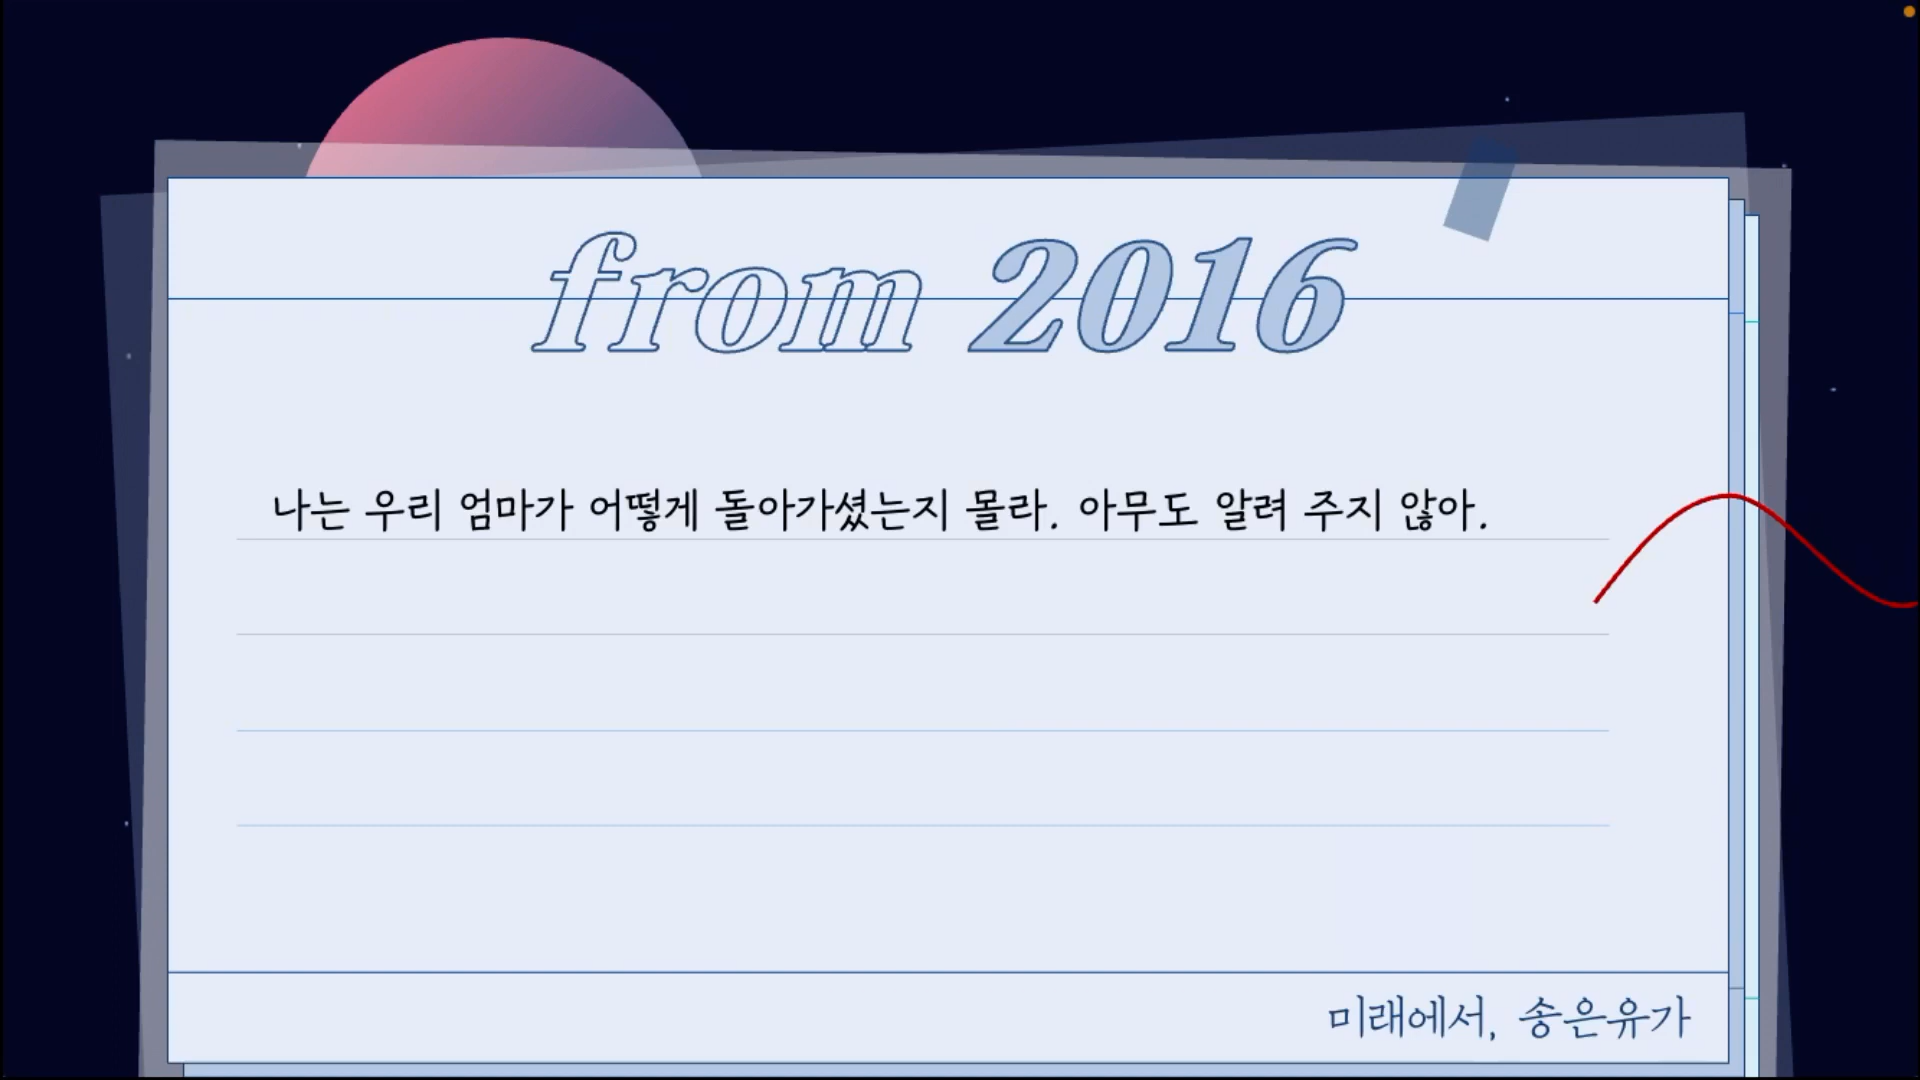 from 2016
나는 우리 엄마가 어떻게 돌아가셨는지 몰라. 아무도 알려 주지 않아.
미래에서, 송은유가